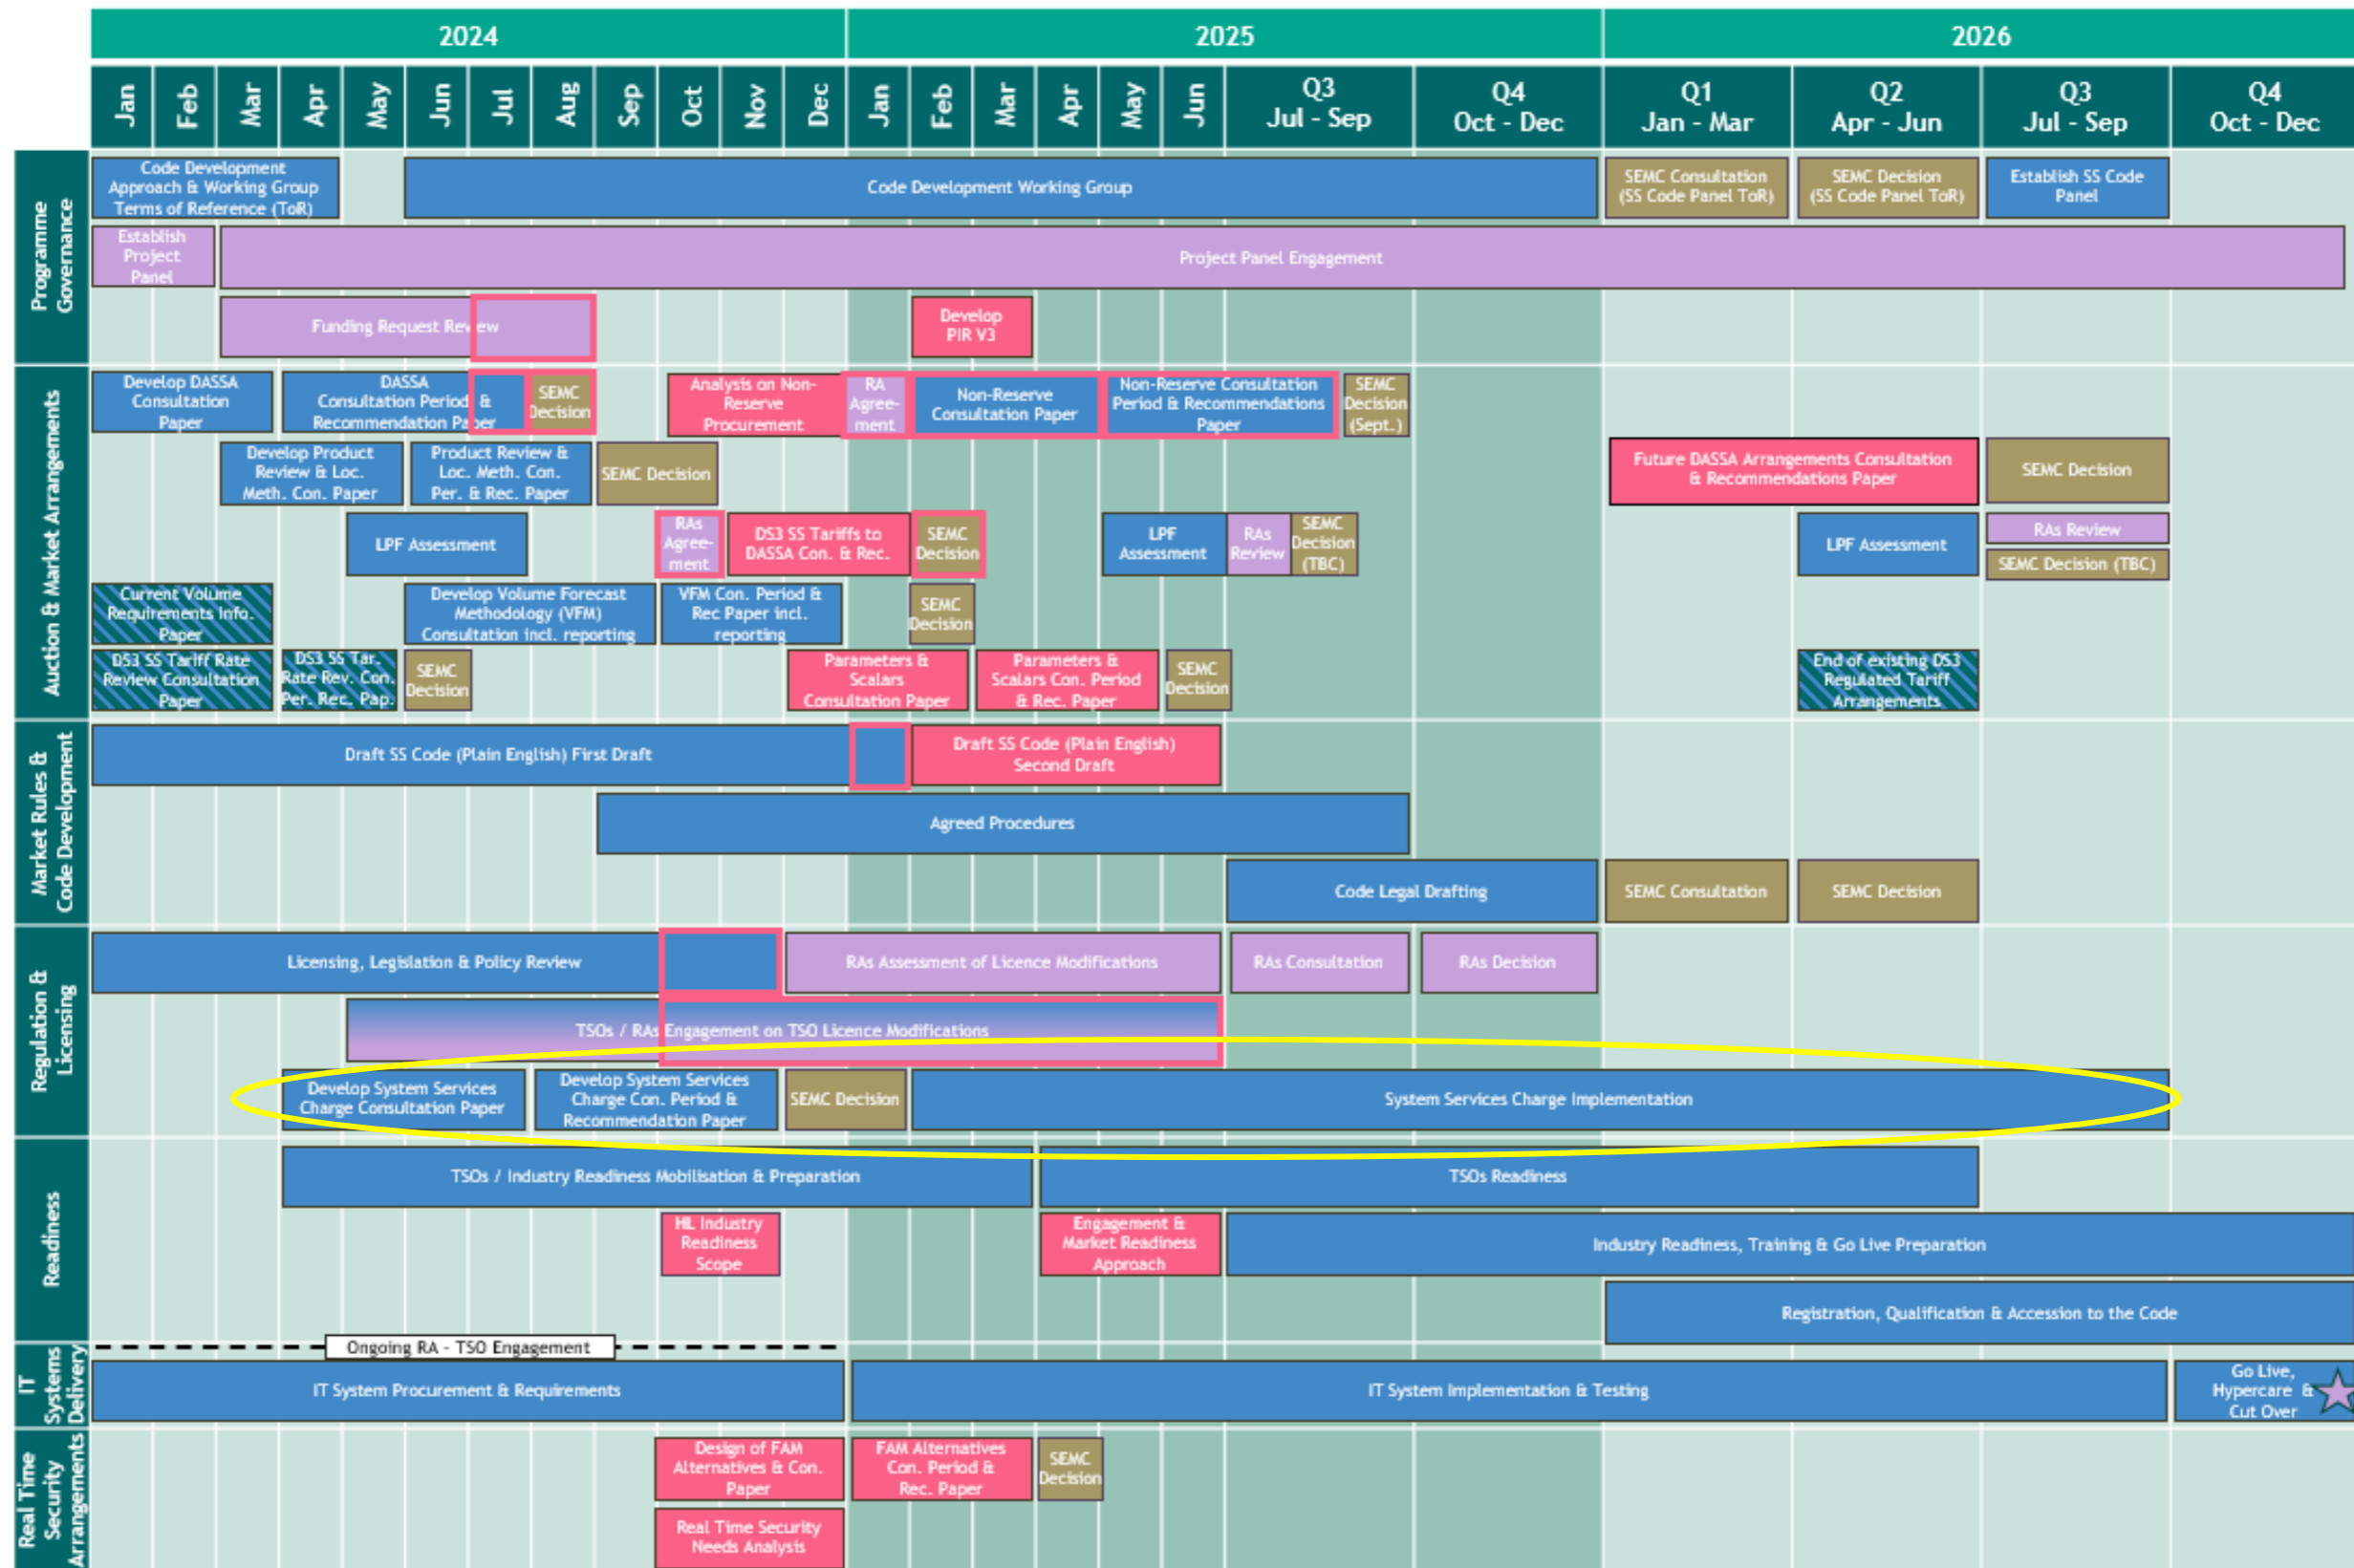 2024
2025
2026
Jan
Feb
Mar
Apr
May
Jun
Jul
Aug
Sep
Oct
Nov
Dec
Jan
Feb
Mar
Apr
May
Jun
Q3
Jul - Sep
Q4
Oct - Dec
Q1
Jan - Mar
Q2
Apr - Jun
Q3
Jul - Sep
Q4
Oct - Dec
Programme
Governance
Code Development
Approach & Working Group
Terms of Reference (ToR)
Code Development Working Group
SEMC Consultation
(SS Code Panel ToR)
SEMC Decision
(SS Code Panel ToR)
Establish SS Code
Panel
Establish
Project
Panel
Project Panel Engagement
Funding Request Review
Develop
PIR V3
Auction & Market Arrangements
Develop DASSA
Consultation
Paper
DASSA
Consultation Period &
Recommendation Paper
SEMC
Decision
Analysis on Non-
Reserve
Procurement
RA
Agree-
ment
Non-Reserve
Consultation Paper
Non-Reserve Consultation
Period & Recommendations
Paper
SEMC
Decision
(Sept.)
Develop Product
Review & Loc.
Meth. Con. Paper
Product Review &
Loc. Meth. Con.
Per. & Rec. Paper
SEMC Decision
Future DASSA Arrangements Consultation
& Recommendations Paper
SEMC Decision
LPF Assessment
RAs
Agree-
ment
DS3 SS Tariffs to
DASSA Con. & Rec.
SEMC
Decision
LPF
Assessment
RAs
Review
SEMC
Decision
(TBC)
LPF Assessment
RAs Review
SEMC Decision (TBC)
Current Volume
Requirements Info.
Paper
Develop Volume Forecast
Methodology (VFM)
Consultation incl. reporting
VFM Con. Period &
Rec Paper incl.
reporting
SEMC
Decision
DS3 SS Tariff Rate
Review Consultation
Paper
DS3 SS Tar.
Rate Rev. Con.
Per. Rec. Pap.
SEMC
Decision
Parameters &
Scalars
Consultation Paper
Parameters &
Scalars Con. Period
& Rec. Paper
SEMC
Decision
End of existing DS3
Regulated Tariff
Arrangements
Market Rules &
Code Development
Draft SS Code (Plain English) First Draft
Draft SS Code (Plain English)
Second Draft
Agreed Procedures
Code Legal Drafting
SEMC Consultation
SEMC Decision
Regulation &
Licensing
Licensing, Legislation & Policy Review
RAs Assessment of Licence Modifications
RAs Consultation
RAs Decision
TSOs / RAs Engagement on TSO Licence Modifications
Develop System Services
Charge Consultation Paper
Develop System Services
Charge Con. Period &
Recommendation Paper
SEMC Decision
System Services Charge Implementation
Readiness
TSOs / Industry Readiness Mobilisation & Preparation
TSOs Readiness
HL Industry
Readiness
Scope
Engagement &
Market Readiness
Approach
Industry Readiness, Training & Go Live Preparation
Registration, Qualification & Accession to the Code
Ongoing RA - TSO Engagement
IT
Systems
Delivery
IT System Procurement & Requirements
IT System Implementation & Testing
Go Live,
Hypercare &
Cut Over
Real Time
Security
Arrangements
Design of FAM
Alternatives & Con.
Paper
FAM Alternatives
Con. Period &
Rec. Paper
SEMC
Decision
Real Time Security
Needs Analysis